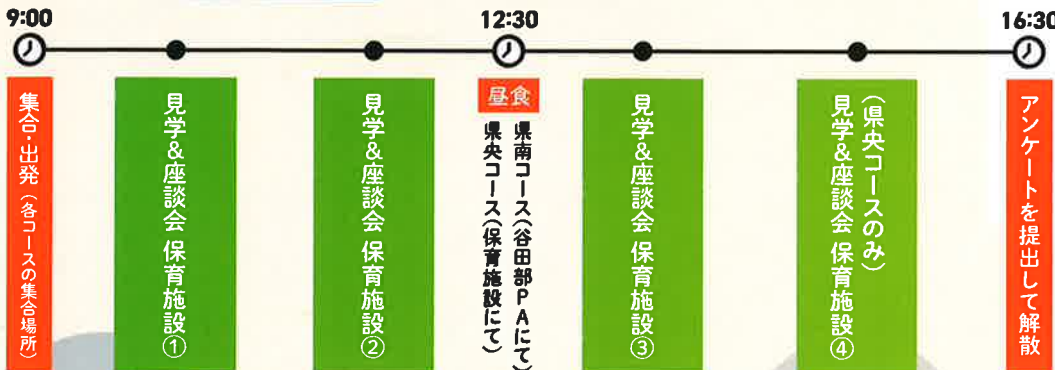 9:00
集合・出発（各コースの集合場所）
見学&座談会 保育施設①
見学&座談会 保育施設②
12:30
昼食
県南コース（谷田部PAにて）
県央コース（保育施設にて）
見学&座談会 保育施設③
（県央コースのみ）
見学&座談会 保育施設④
16:30
アンケートを提出して解散